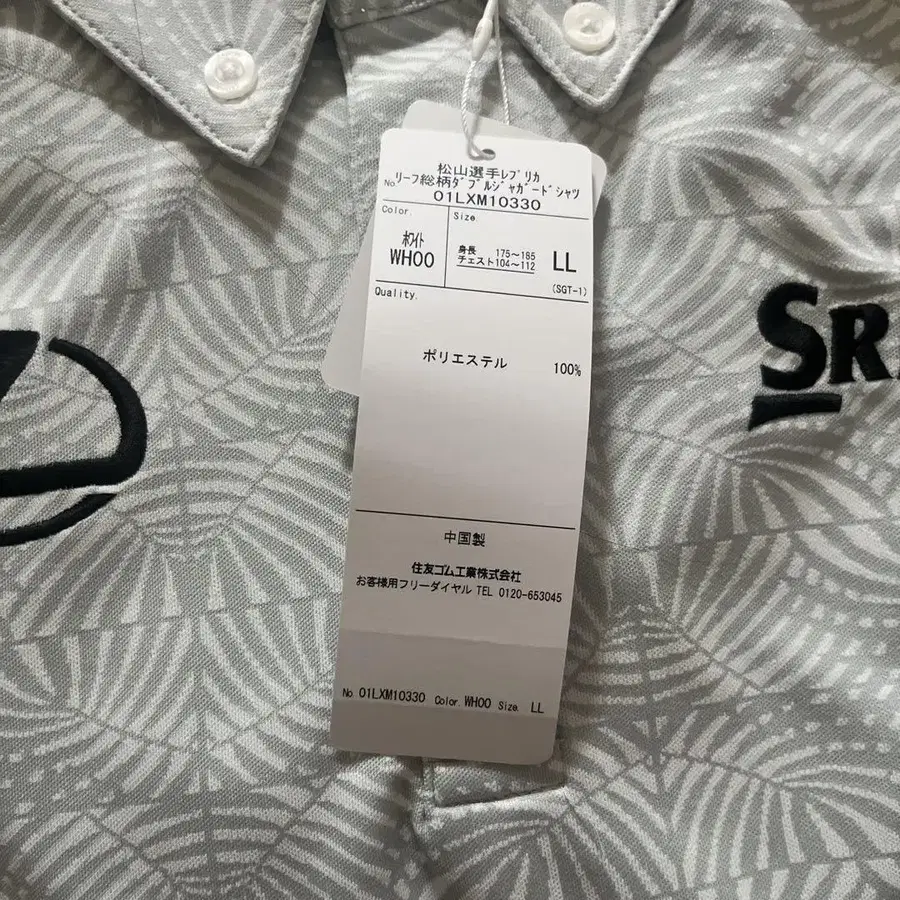 松山選手レプリカ
No.リーフ総柄ダブルジャガードシャツ
01LXM10330
Color.
Size.
ホワイト
WH00
身長 175〜185
チェスト104〜112
LL
(SGT-1)
Quality.
ポリエステル 100%
中国製
住友ゴム工業株式会社
お客様用フリーダイヤル TEL 0120-653045
No 01LXM10330 Color. WH00 Size. LL
SR